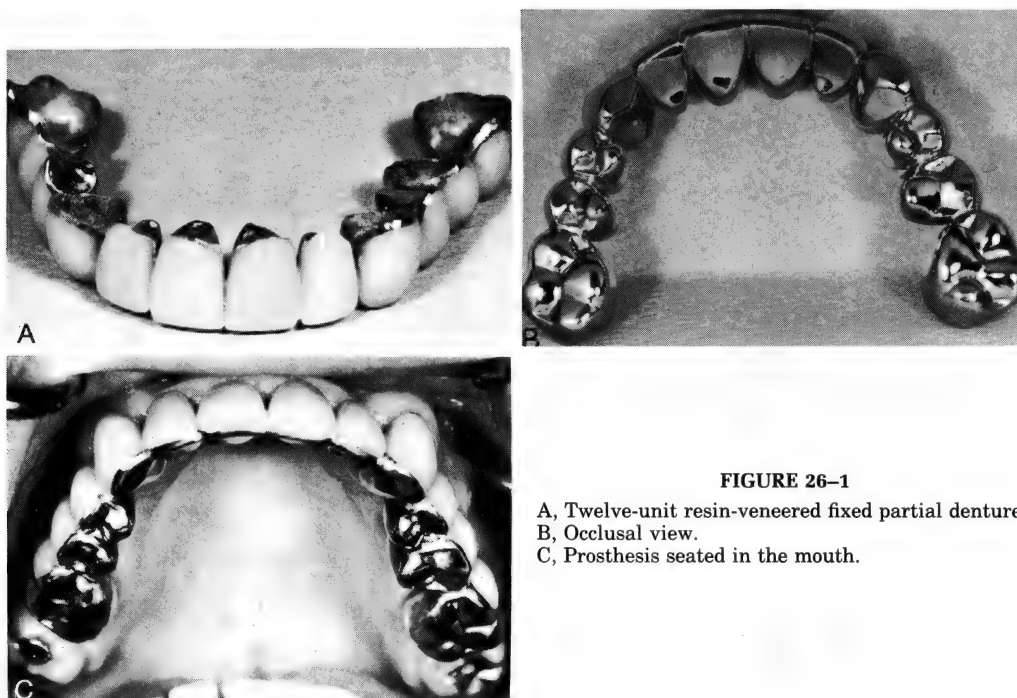 A
B
C
FIGURE 26–1
A, Twelve-unit resin-veneered fixed partial denture
B, Occlusal view.
C, Prosthesis seated in the mouth.